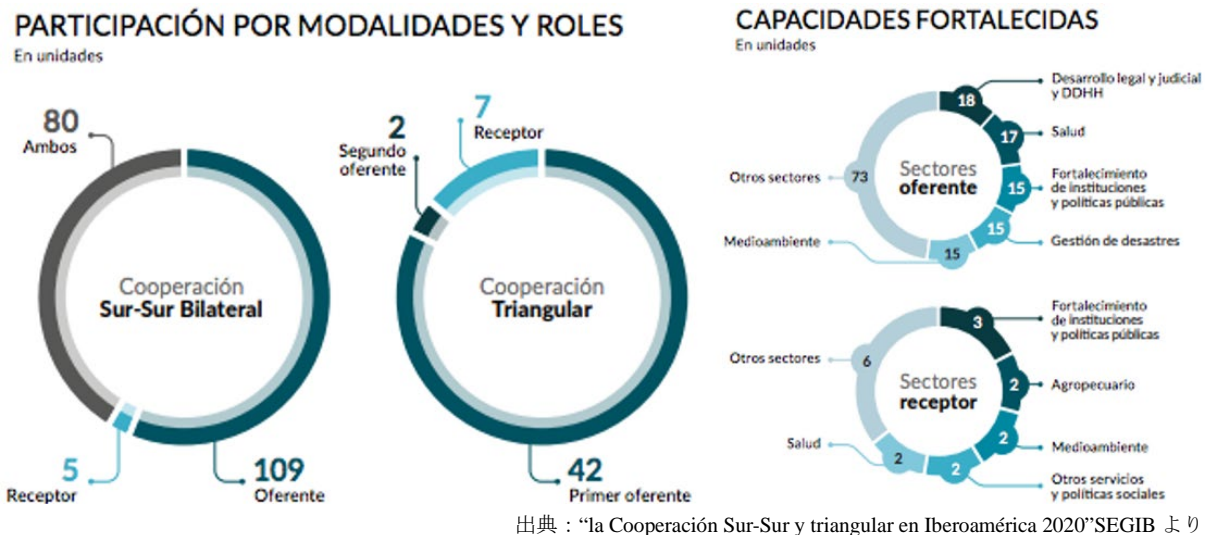 PARTICIPACIÓN POR MODALIDADES Y ROLES
En unidades
80
Ambos
Cooperación
Sur-Sur Bilateral
5
Receptor
109
Oferente
2
Segundo
oferente
7
Receptor
Cooperación
Triangular
42
Primer oferente
CAPACIDADES FORTALECIDAS
En unidades
Sectores
oferente
18
Desarrollo legal y judicial
y DDHH
17
Salud
15
Fortalecimiento
de instituciones
y políticas públicas
15
Gestión de desastres
15
Medioambiente
73
Otros sectores
Sectores
receptor
3
Fortalecimiento
de instituciones
y políticas públicas
2
Agropecuario
2
Medioambiente
2
Otros servicios
y políticas sociales
2
Salud
6
Otros sectores
出典：“la Cooperación Sur-Sur y triangular en Iberoamérica 2020”SEGIB より